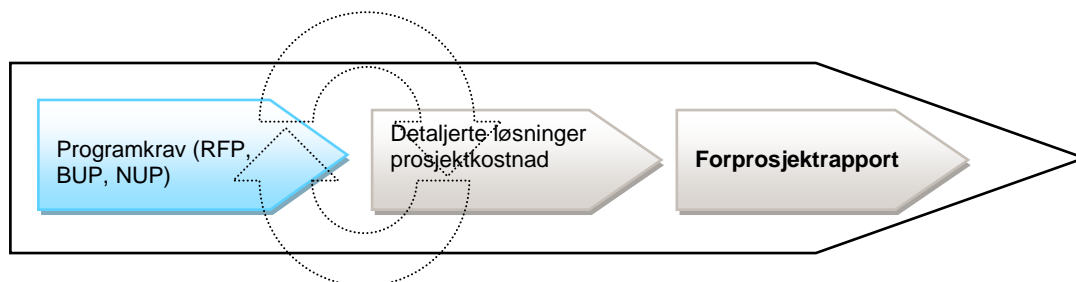 Programkrav (RFP,
BUP, NUP)
Detaljerte løsninger
prosjektkostnad
Forprosjektrapport